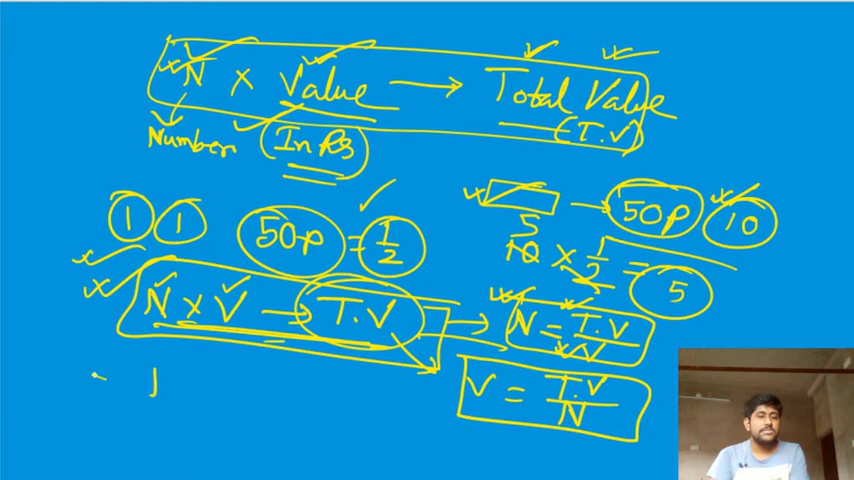 N × Value → Total Value
Number (In Rs) (T.V)
1 1 50p = 1/2
→ 50p 10
5
10 × 1/2 = 5
N × V → T.V → N = T.V/V
V = T.V/N